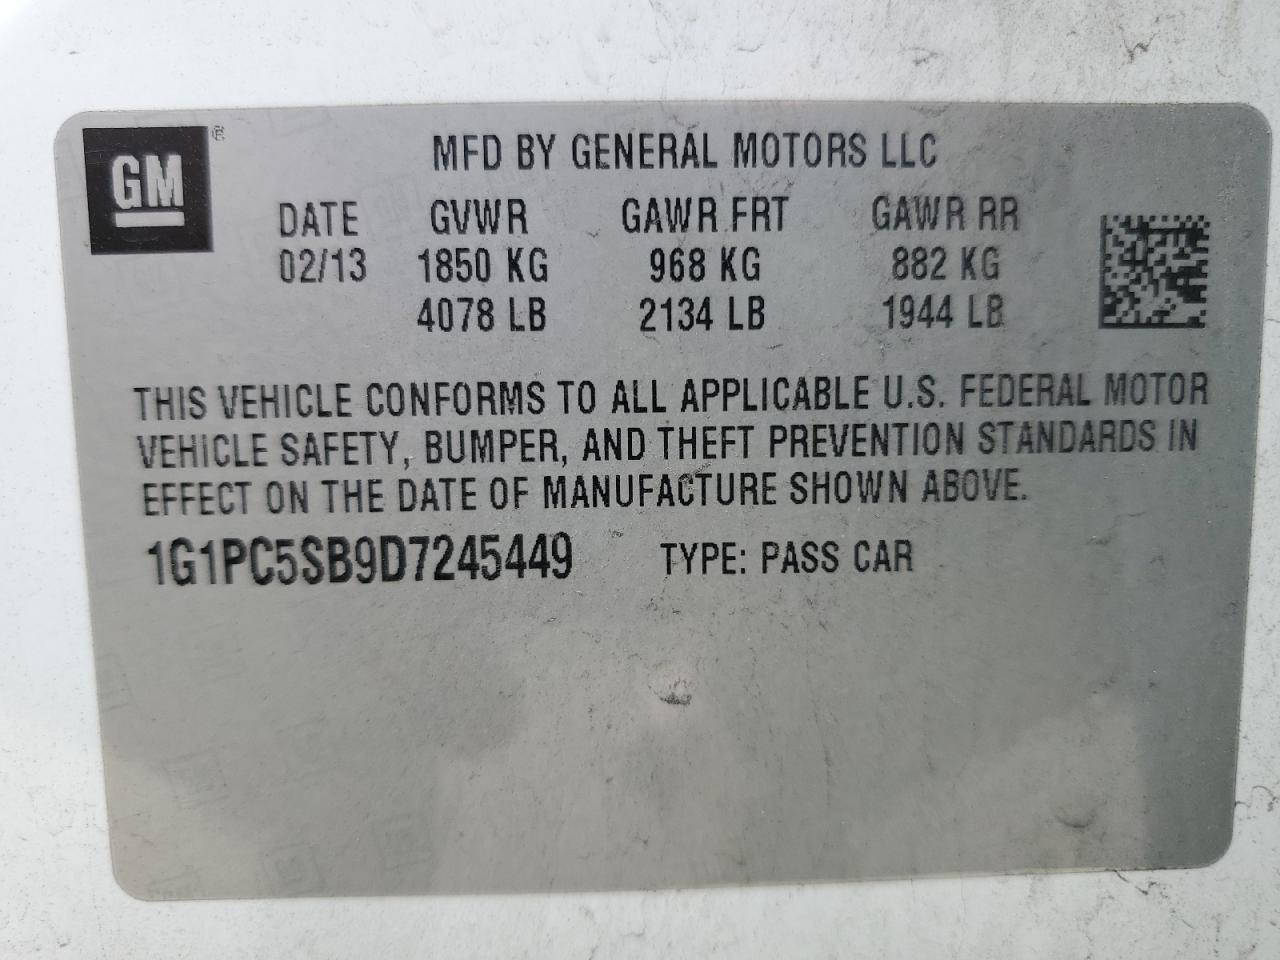 GM ®
MFD BY GENERAL MOTORS LLC
DATE GVWR GAWR FRT GAWR RR
02/13 1850 KG 968 KG 882 KG
4078 LB 2134 LB 1944 LB
THIS VEHICLE CONFORMS TO ALL APPLICABLE U.S. FEDERAL MOTOR
VEHICLE SAFETY, BUMPER, AND THEFT PREVENTION STANDARDS IN
EFFECT ON THE DATE OF MANUFACTURE SHOWN ABOVE.
1G1PC5SB9D7245449 TYPE: PASS CAR